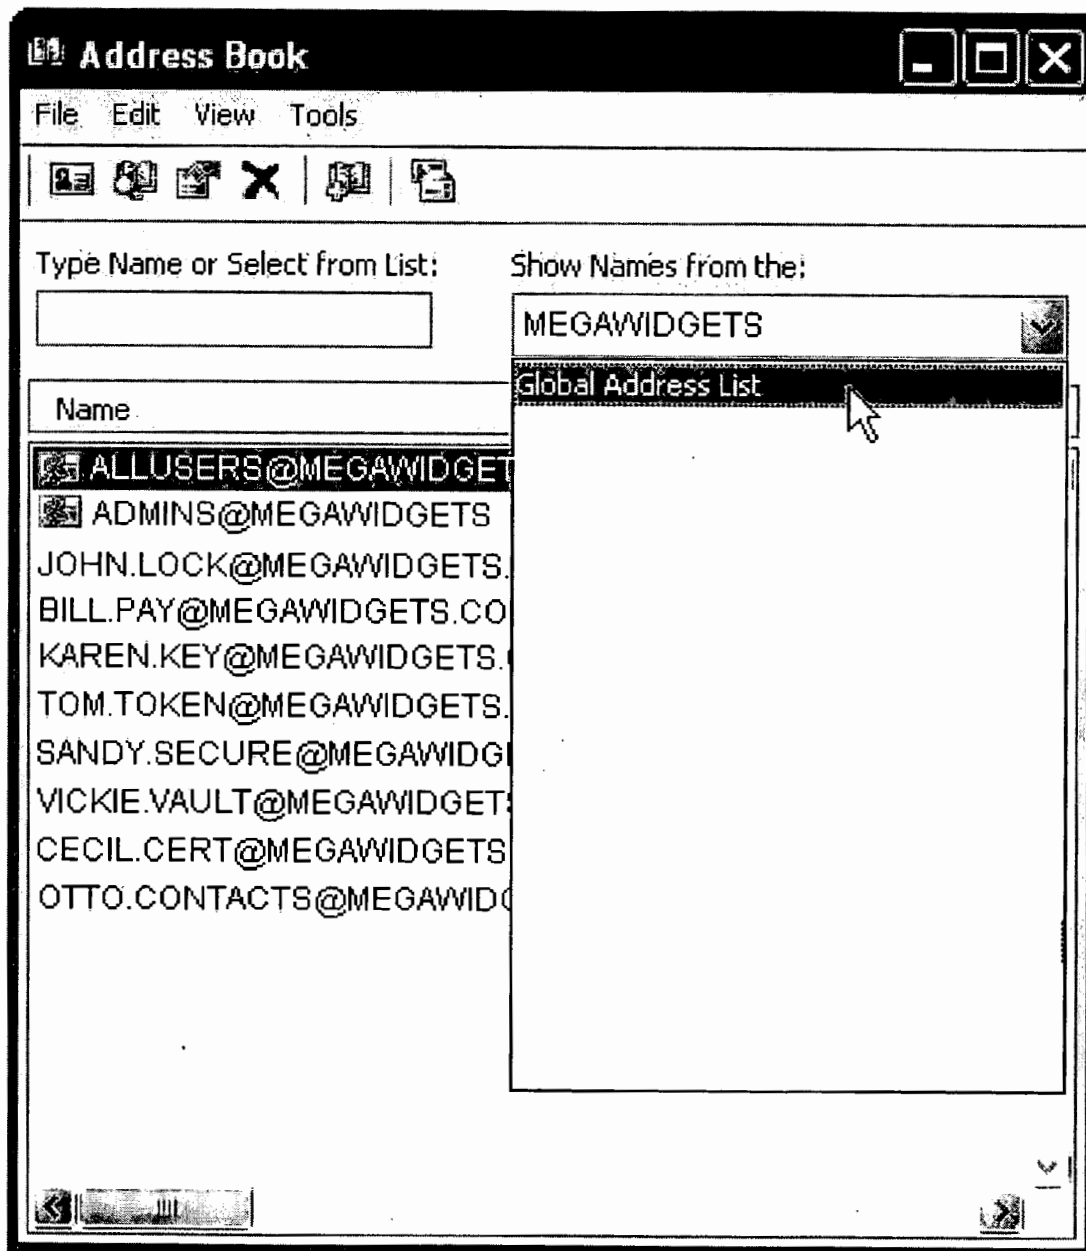 Address Book
File Edit View Tools
Type Name or Select from List:
Show Names from the:
MEGAWIDGETS
Global Address List
Name
ALLUSERS@MEGAWIDGET
ADMINS@MEGAWIDGETS
JOHN.LOCK@MEGAWIDGETS.
BILL.PAY@MEGAWIDGETS.CO
KAREN.KEY@MEGAWIDGETS.
TOM.TOKEN@MEGAWIDGETS.
SANDY.SECURE@MEGAWIDG
VICKIE.VAULT@MEGAWIDGETS
CECIL.CERT@MEGAWIDGETS
OTTO.CONTACTS@MEGAWIDG